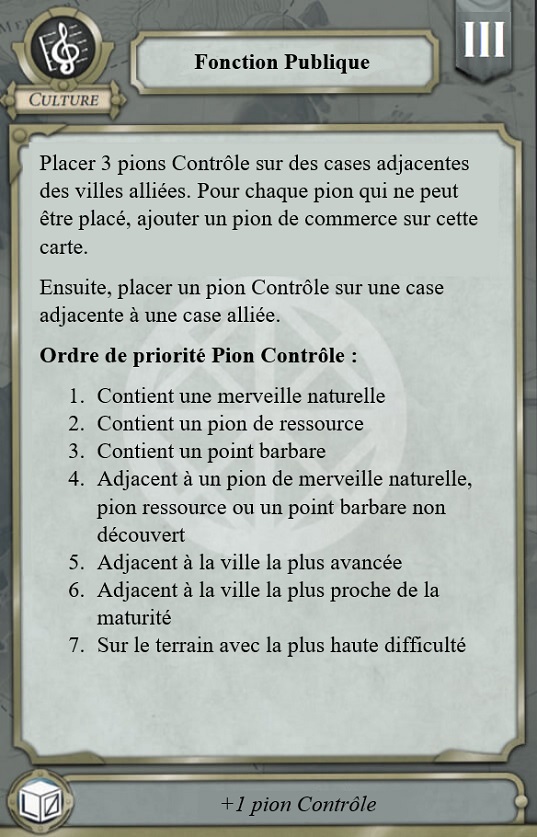 III
Fonction Publique
CULTURE
Placer 3 pions Contrôle sur des cases adjacentes
des villes alliées. Pour chaque pion qui ne peut
être placé, ajouter un pion de commerce sur cette
carte.
Ensuite, placer un pion Contrôle sur une case
adjacente à une case alliée.
Ordre de priorité Pion Contrôle :
1. Contient une merveille naturelle
2. Contient un pion de ressource
3. Contient un point barbare
4. Adjacent à un pion de merveille naturelle,
pion ressource ou un point barbare non
découvert
5. Adjacent à la ville la plus avancée
6. Adjacent à la ville la plus proche de la
maturité
7. Sur le terrain avec la plus haute difficulté
+1 pion Contrôle